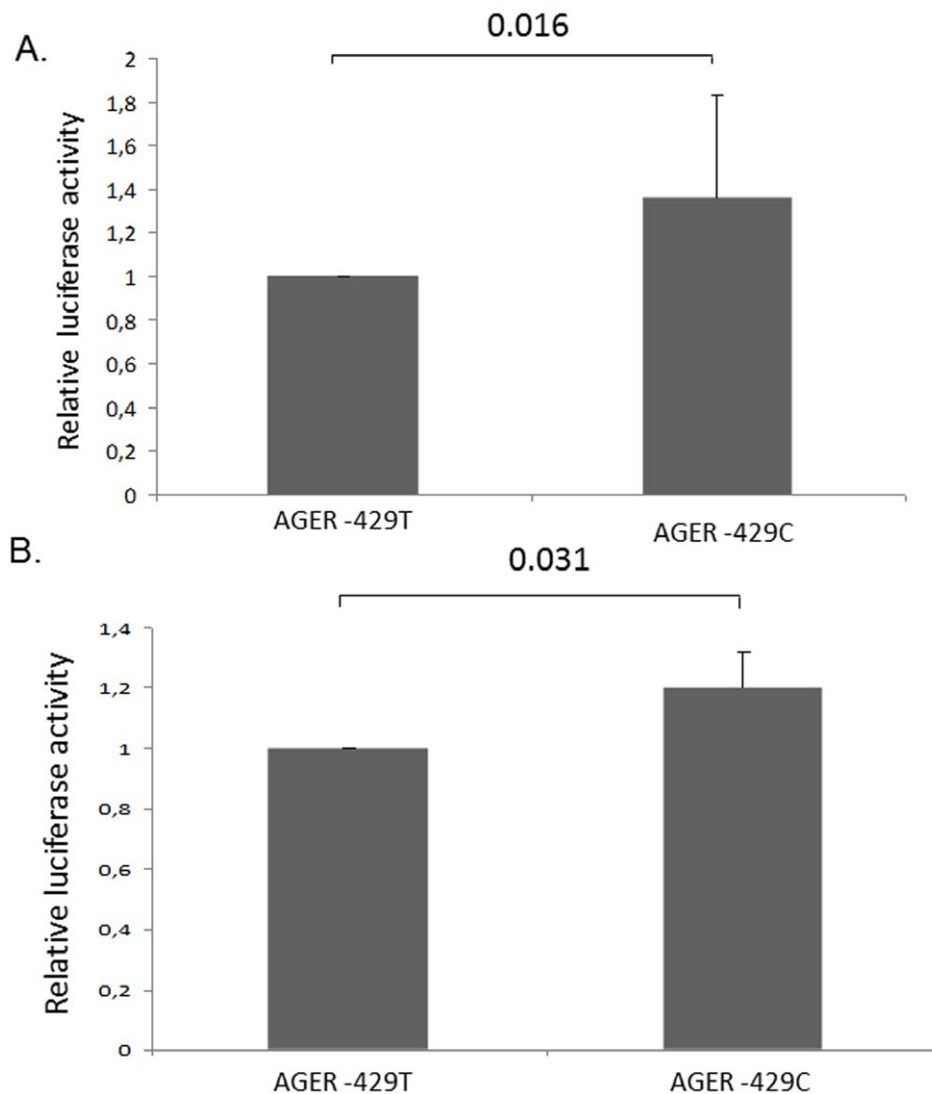 A.
0.016
Relative luciferase activity
2
1,8
1,6
1,4
1,2
1
0,8
0,6
0,4
0,2
0
AGER -429T
AGER -429C
B.
0.031
Relative luciferase activity
1,4
1,2
1
0,8
0,6
0,4
0,2
0
AGER -429T
AGER -429C